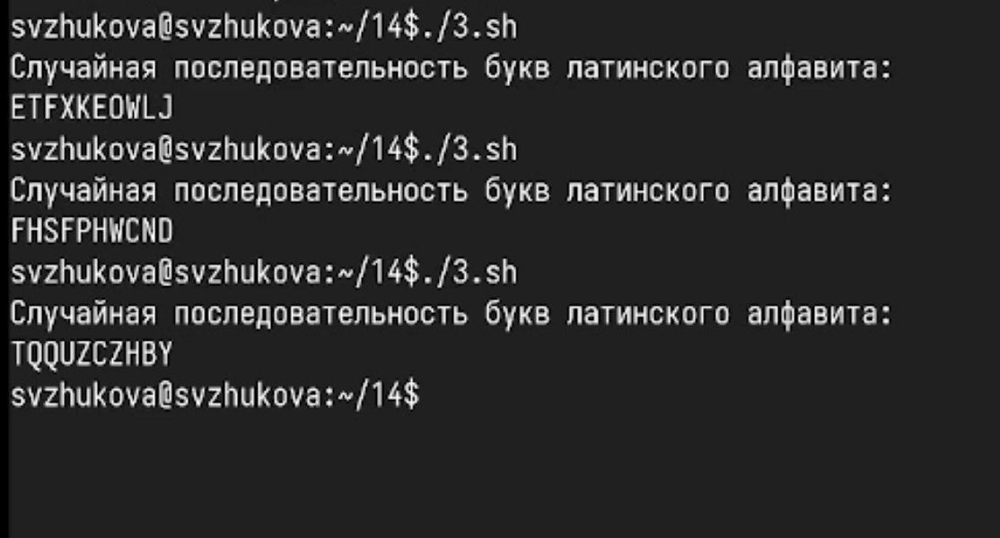 svzhukova@svzhukova:~/14$./3.sh
Случайная последовательность букв латинского алфавита:
ETFXKEOWLJ
svzhukova@svzhukova:~/14$./3.sh
Случайная последовательность букв латинского алфавита:
FHSFPHWCND
svzhukova@svzhukova:~/14$./3.sh
Случайная последовательность букв латинского алфавита:
TQQUZCZHBY
svzhukova@svzhukova:~/14$